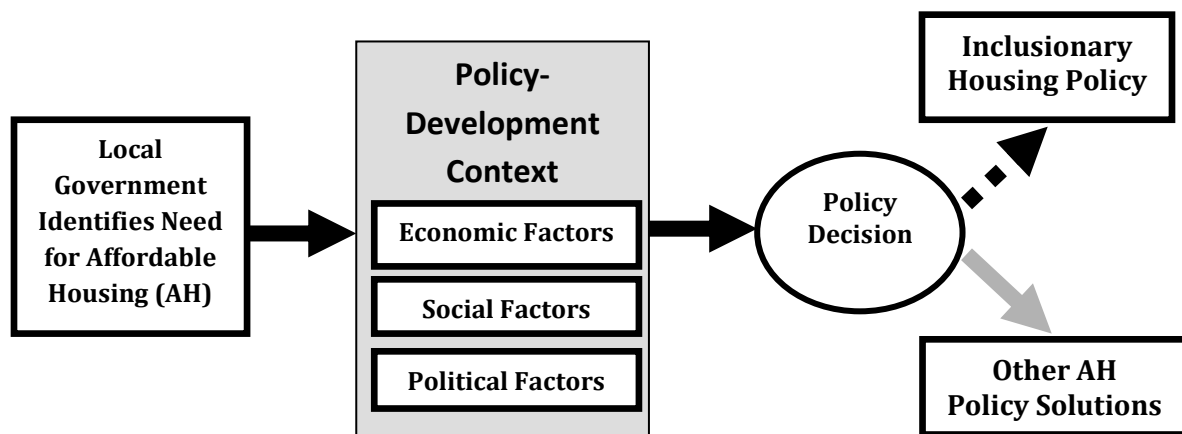 Local
Government
Identifies Need
for Affordable
Housing (AH)
Policy-
Development
Context
Economic Factors
Social Factors
Political Factors
Policy
Decision
Inclusionary
Housing Policy
Other AH
Policy Solutions